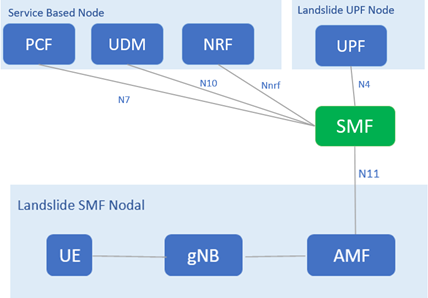 Service Based Node
Landslide UPF Node
PCF
UDM
NRF
UPF
N10
Nnrf
N4
N7
SMF
N11
Landslide SMF Nodal
UE
gNB
AMF